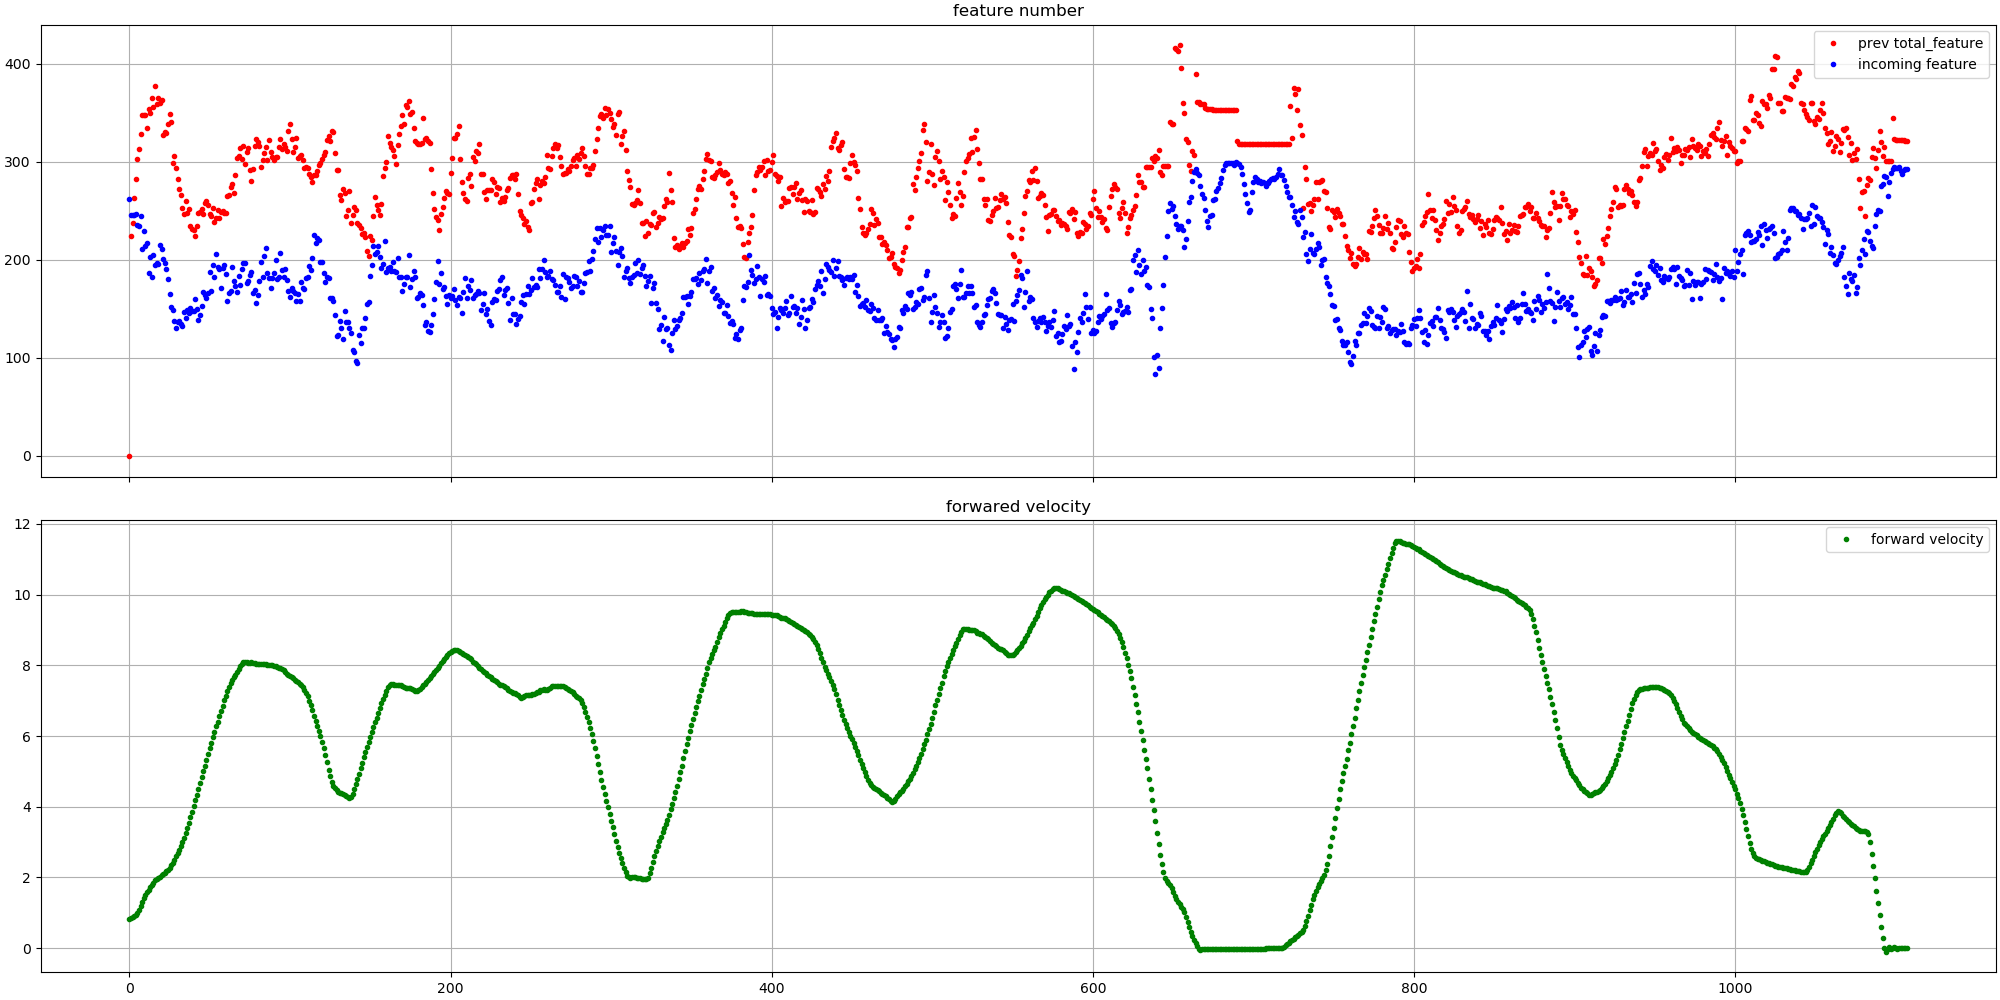 feature number
prev total_feature
incoming feature
400
300
200
100
0
forwared velocity
forward velocity
12
10
8
6
4
2
0
0 200 400 600 800 1000